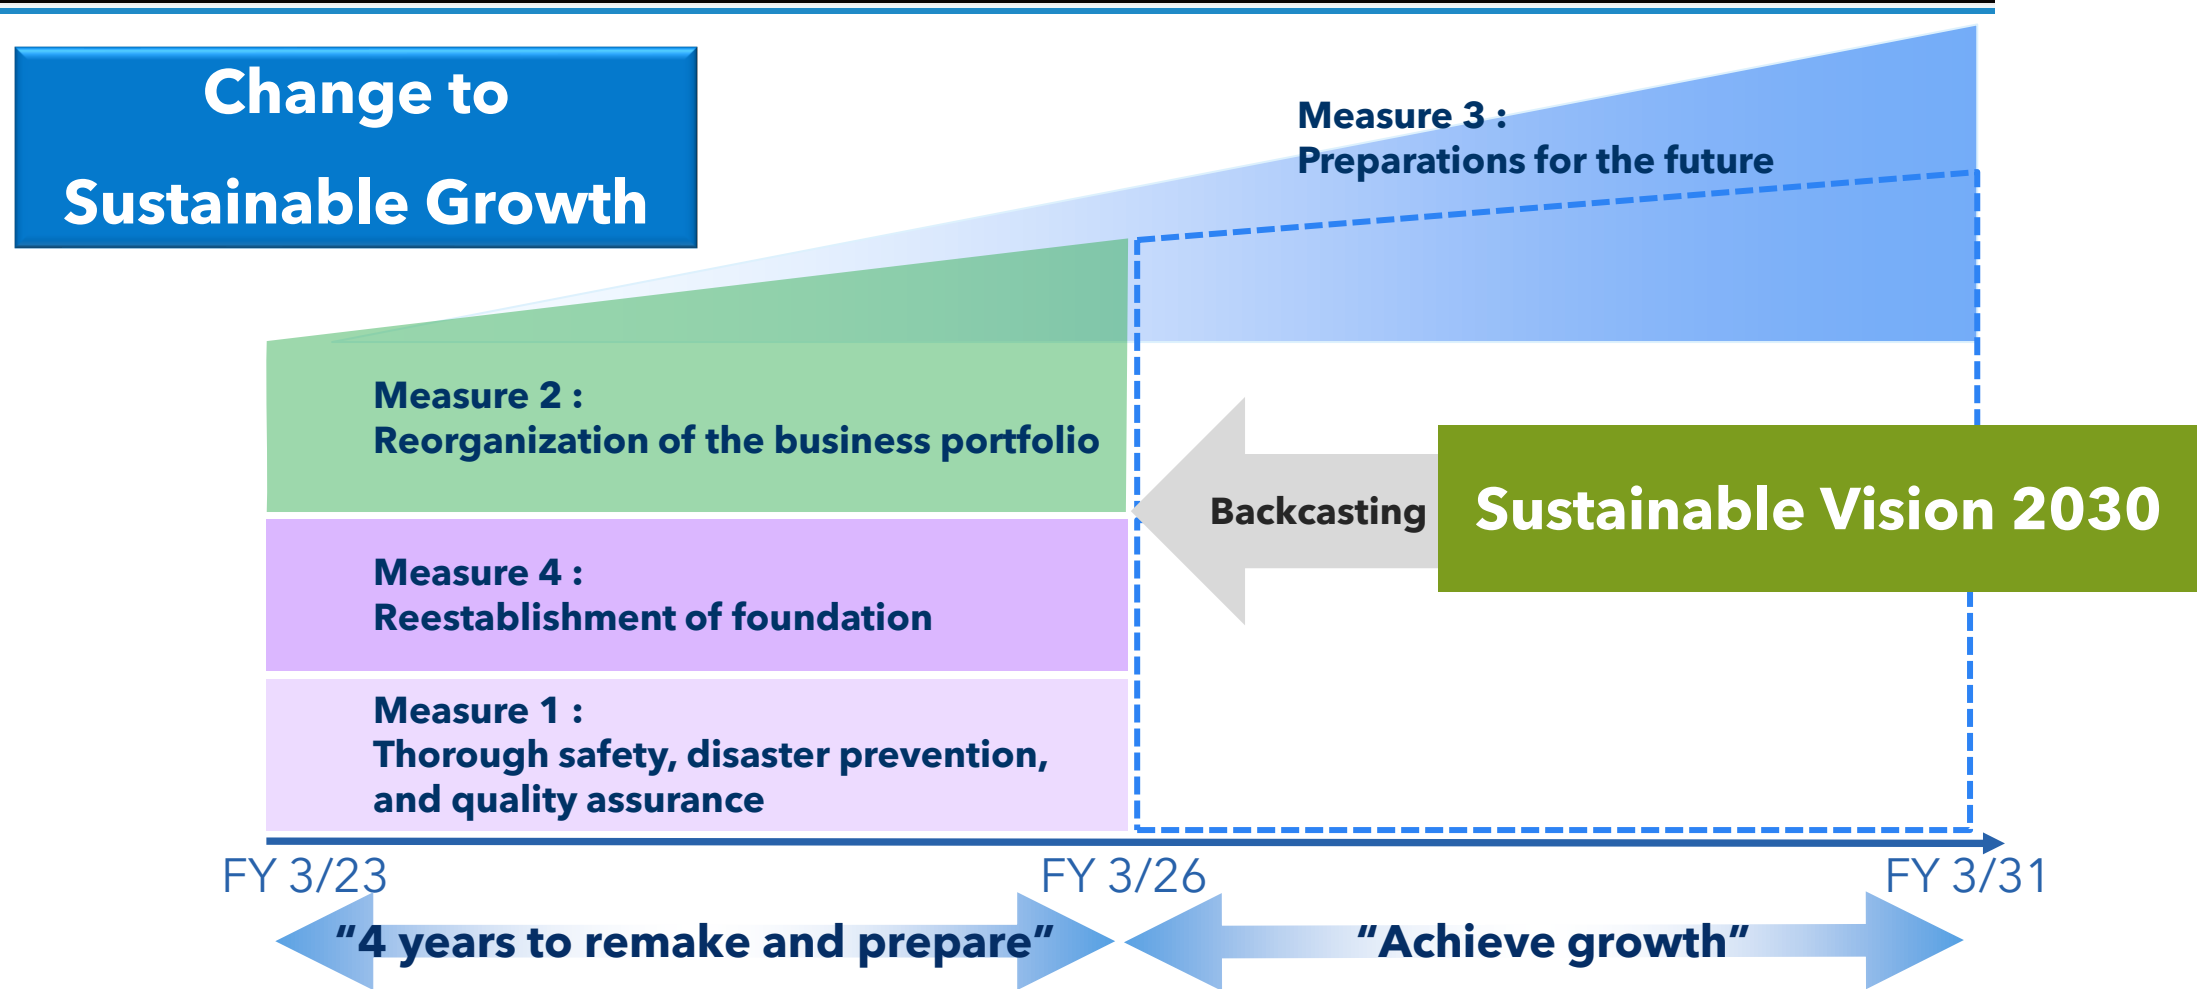 Change to
Sustainable Growth
Measure 3 :
Preparations for the future
Measure 2 :
Reorganization of the business portfolio
Backcasting
Sustainable Vision 2030
Measure 4 :
Reestablishment of foundation
Measure 1 :
Thorough safety, disaster prevention,
and quality assurance
FY 3/23
FY 3/26
FY 3/31
“4 years to remake and prepare”
“Achieve growth”